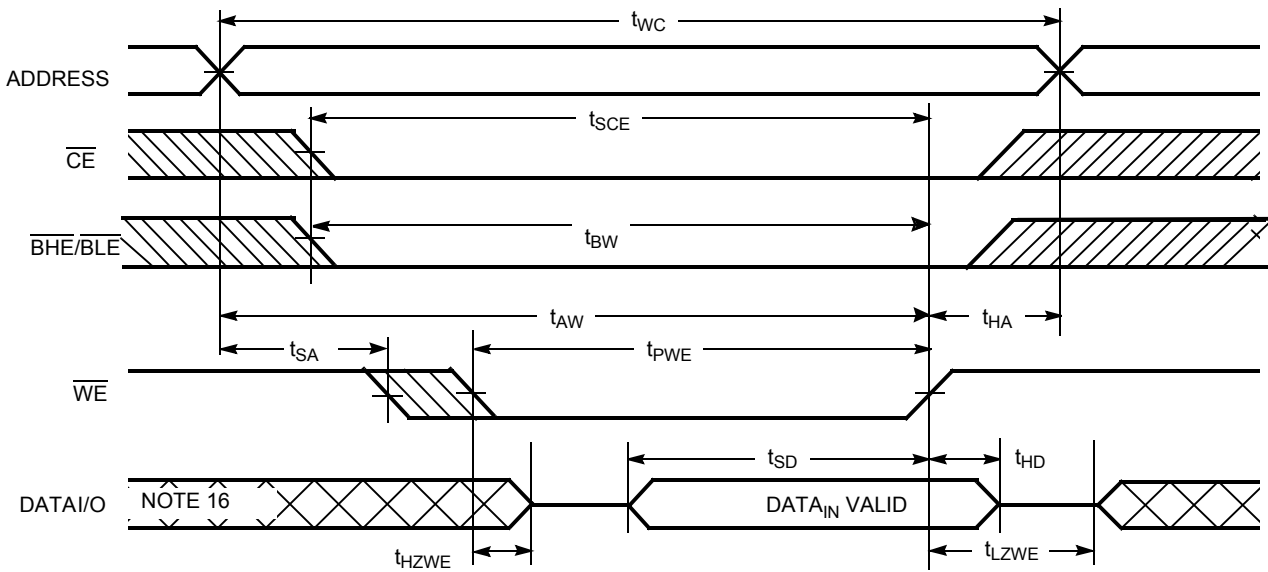 tWC
ADDRESS
tSCE
CE
tBW
BHE/BLE
tAW
tHA
tSA
tPWE
WE
tSD
tHD
DATAI/O
NOTE 16
DATAIN VALID
tHZWE
tLZWE